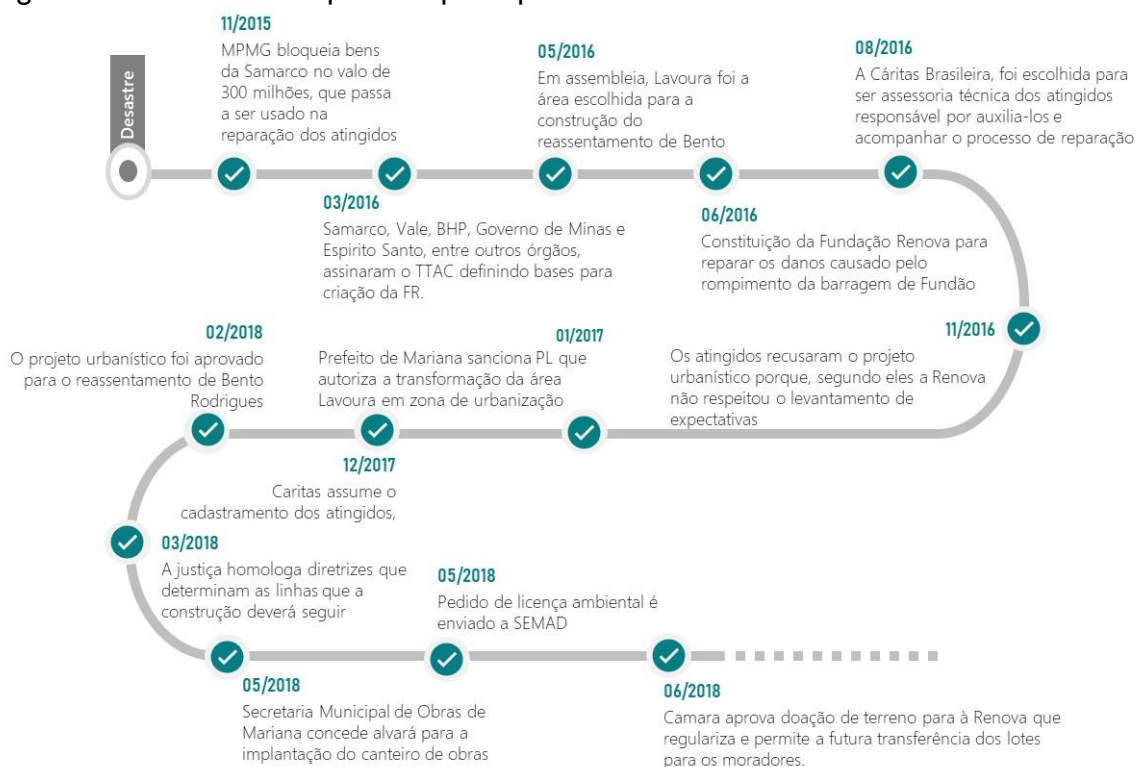 11/2015
MPMG bloqueia bens
da Samarco no valo de
300 milhões, que passa
a ser usado na
reparação dos atingidos
05/2016
Em assembleia, Lavoura foi a
área escolhida para a
construção do
reassentamento de Bento
08/2016
A Cáritas Brasileira, foi escolhida para
ser assessoria técnica dos atingidos
responsável por auxilia-los e
acompanhar o processo de reparação
Desastre
03/2016
Samarco, Vale, BHP, Governo de Minas e
Espirito Santo, entre outros órgãos,
assinaram o TTAC definindo bases para
criação da FR.
06/2016
Constituição da Fundação Renova para
reparar os danos causado pelo
rompimento da barragem de Fundão
11/2016
Os atingidos recusaram o projeto
urbanístico porque, segundo eles a Renova
não respeitou o levantamento de
expectativas
01/2017
Prefeito de Mariana sanciona PL que
autoriza a transformação da área
Lavoura em zona de urbanização
02/2018
O projeto urbanístico foi aprovado
para o reassentamento de Bento
Rodrigues
12/2017
Caritas assume o
cadastramento dos atingidos,
03/2018
A justiça homologa diretrizes que
determinam as linhas que a
construção deverá seguir
05/2018
Pedido de licença ambiental é
enviado a SEMAD
05/2018
Secretaria Municipal de Obras de
Mariana concede alvará para a
implantação do canteiro de obras
06/2018
Camara aprova doação de terreno para à Renova que
regulariza e permite a futura transferência dos lotes
para os moradores.